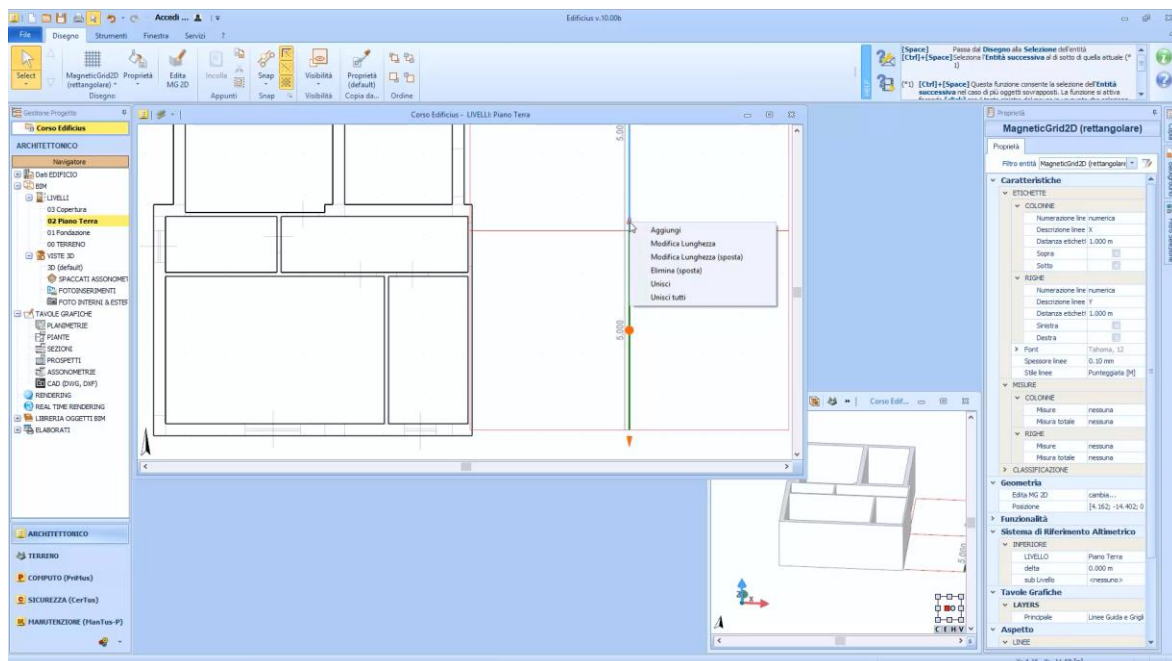 Accedi ...
Edificius v.10.00b
File Disegno Strumenti Finestra Servizi ?
Select
MagneticGrid2D (rettangolare)
Proprietà
Edita MG 2D
Incolla
Snap
Visibilità
Proprietà (default)
Disegno Appunti Snap Visibilità Copia da... Ordine
HELP
[Space] Passa dal Disegno alla Selezione dell'entità
[Ctrl]+[Space] Seleziona l'Entità successiva al di sotto di quella attuale (*
1)
(*1) [Ctrl]+[Space] Questa funzione consente la selezione dell'Entità
successiva nel caso di più oggetti sovrapposti. La funzione si attiva
Gestione Progetto
Corso Edificius
ARCHITETTONICO
Navigatore
Dati EDIFICIO
BIM
LIVELLI
03 Copertura
02 Piano Terra
01 Fondazione
00 TERRENO
VISTE 3D
3D (default)
SPACCATI ASSONOMET
FOTOINSERIMENTI
FOTO INTERNI & ESTER
TAVOLE GRAFICHE
PLANIMETRIE
PIANTE
SEZIONI
PROSPETTI
ASSONOMETRIE
CAD (DWG, DXF)
RENDERING
REAL TIME RENDERING
LIBRERIA OGGETTI BIM
ELABORATI
ARCHITETTONICO
TERRENO
COMPUTO (PriMus)
SICUREZZA (CerTus)
MANUTENZIONE (ManTus-P)
Corso Edificius - LIVELLI: Piano Terra
5.00
Aggiungi
Modifica Lunghezza
Modifica Lunghezza (sposta)
Elimina (sposta)
Unisci
Unisci tutti
5.000
Corso Edif...
5.000
x
C E H V
Proprietà
MagneticGrid2D (rettangolare)
Proprietà
Filtro entità MagneticGrid2D (rettangolare
Caratteristiche
ETICHETTE
COLONNE
Numerazione line numerica
Descrizione linee X
Distanza etichett 1.000 m
Sopra
Sotto
RIGHE
Numerazione line numerica
Descrizione linee Y
Distanza etichett 1.000 m
Sinistra
Destra
Font Tahoma, 12
Spessore linee 0.10 mm
Stile linee Punteggiata [M]
MISURE
COLONNE
Misure nessuna
Misura totale nessuna
RIGHE
Misure nessuna
Misura totale nessuna
CLASSIFICAZIONE
Geometria
Edita MG 2D cambia...
Posizione [4.162; -14.402; 0
Funzionalità
Sistema di Riferimento Altimetrico
INFERIORE
LIVELLO Piano Terra
delta 0.000 m
sub Livello <nessuno>
Tavole Grafiche
LAYERS
Principale Linee Guida e Grigl
Aspetto
LINEE